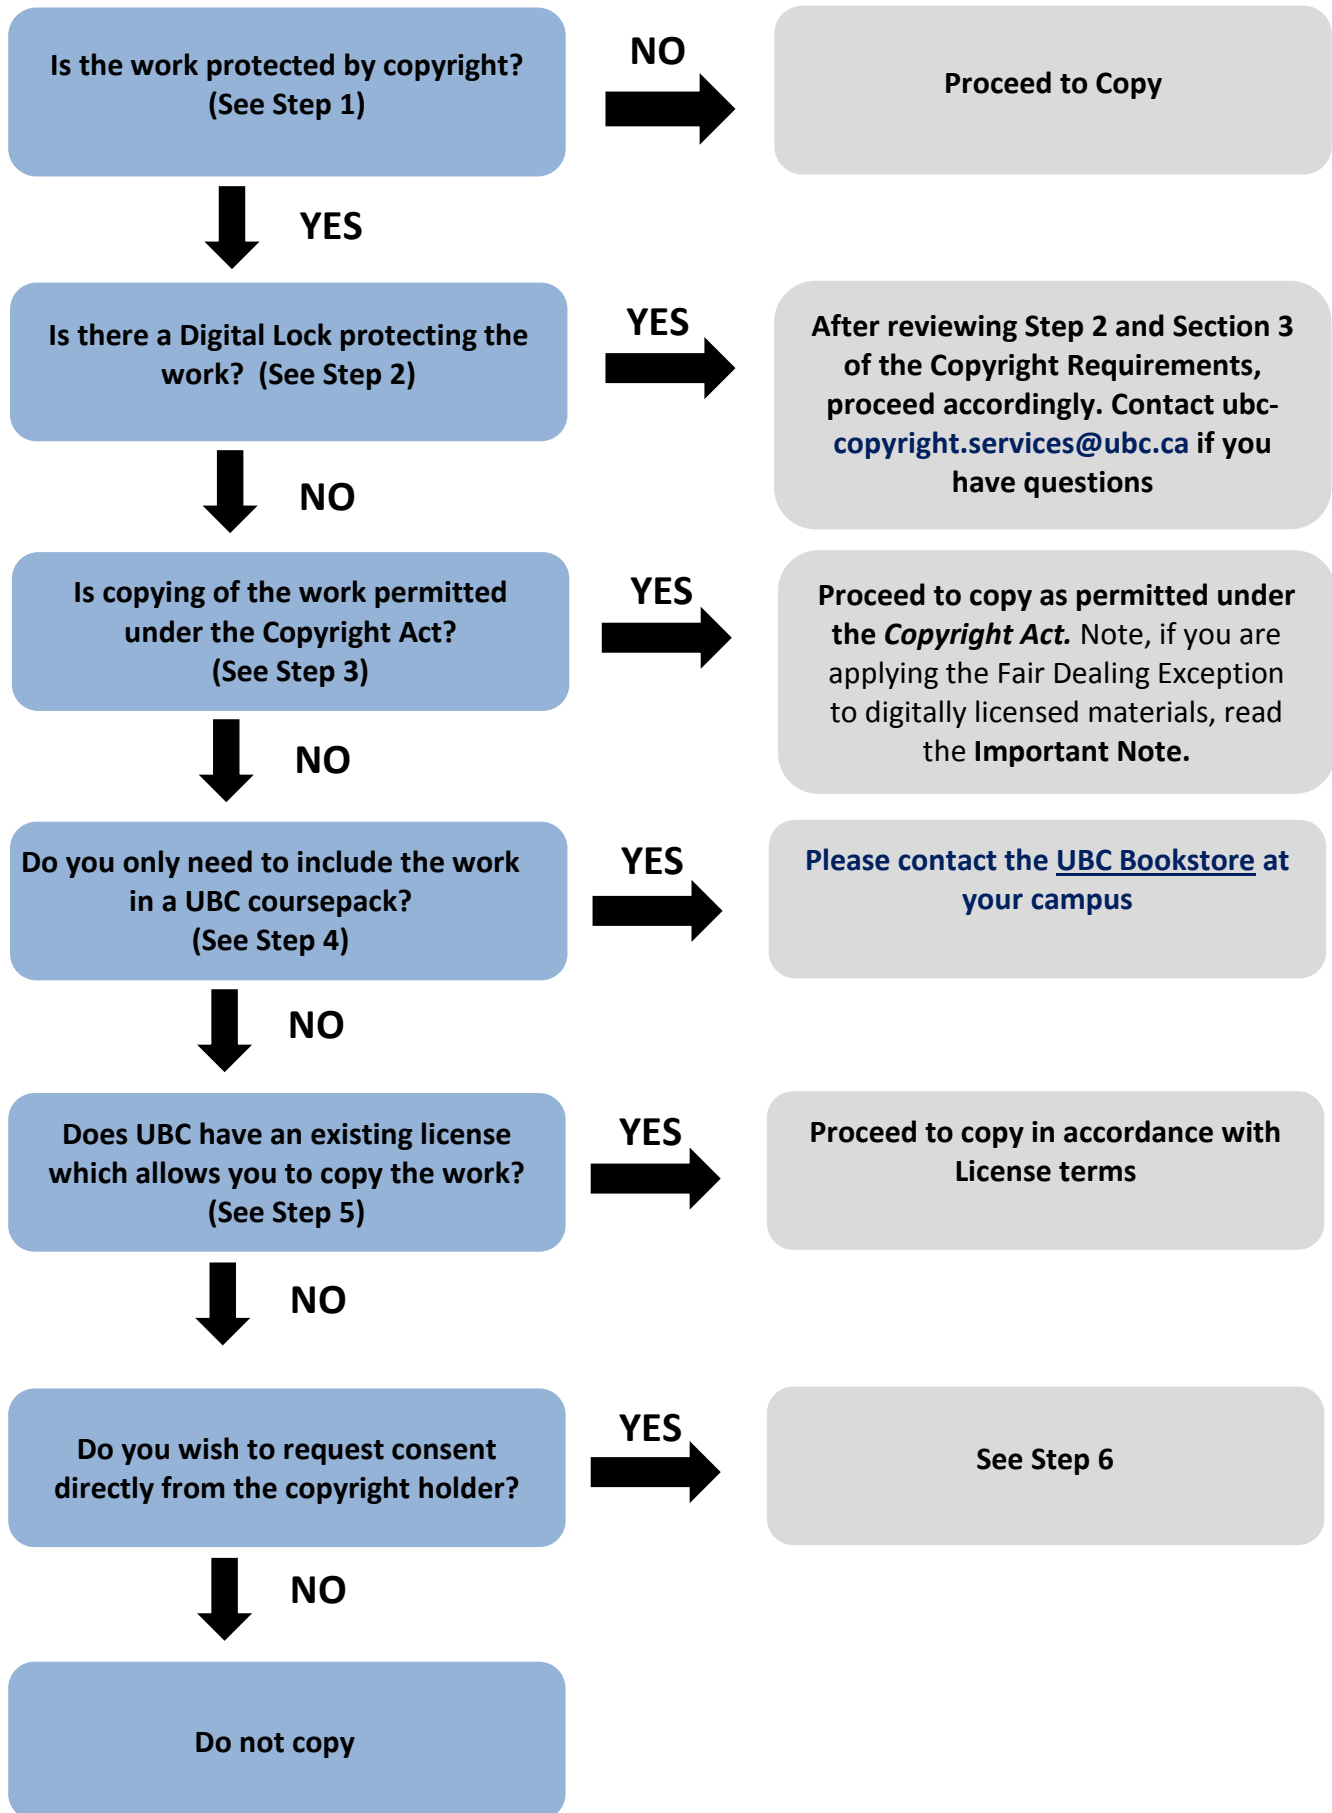 Is the work protected by copyright?
(See Step 1)
NO
Proceed to Copy
YES
Is there a Digital Lock protecting the
work?  (See Step 2)
YES
After reviewing Step 2 and Section 3
of the Copyright Requirements,
proceed accordingly. Contact ubc-
copyright.services@ubc.ca if you
have questions
NO
Is copying of the work permitted
under the Copyright Act?
(See Step 3)
YES
Proceed to copy as permitted under
the Copyright Act. Note, if you are
applying the Fair Dealing Exception
to digitally licensed materials, read
the Important Note.
NO
Do you only need to include the work
in a UBC coursepack?
(See Step 4)
YES
Please contact the UBC Bookstore at
your campus
NO
Does UBC have an existing license
which allows you to copy the work?
(See Step 5)
YES
Proceed to copy in accordance with
License terms
NO
Do you wish to request consent
directly from the copyright holder?
YES
See Step 6
NO
Do not copy